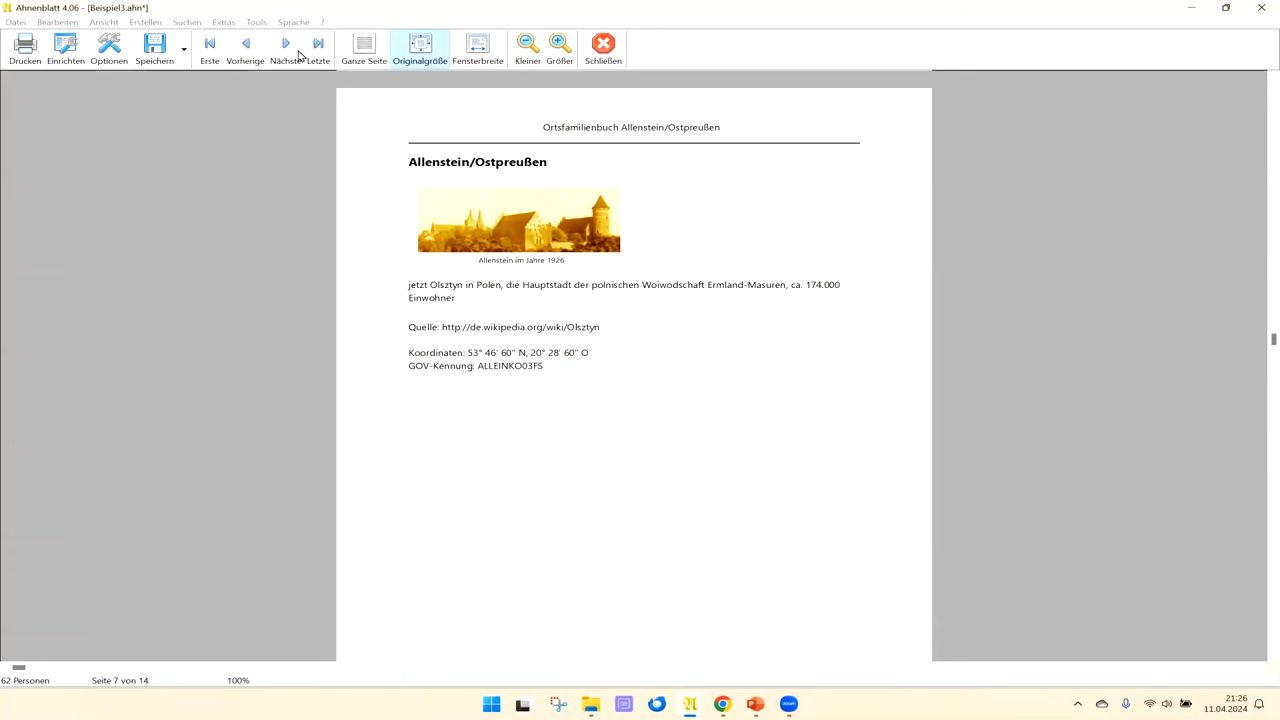 Ahnenblatt 4.06 - [Beispiel3.ahn*]
Datei Bearbeiten Ansicht Erstellen Suchen Extras Tools Sprache ?
Drucken Einrichten Optionen Speichern Erste Vorherige Nächste Letzte Ganze Seite Originalgröße Fensterbreite Kleiner Größer Schließen
Ortsfamilienbuch Allenstein/Ostpreußen
Allenstein/Ostpreußen
Allenstein im Jahre 1926
jetzt Olsztyn in Polen, die Hauptstadt der polnischen Woiwodschaft Ermland-Masuren, ca. 174.000
Einwohner
Quelle: http://de.wikipedia.org/wiki/Olsztyn
Koordinaten: 53° 46' 60'' N, 20° 28' 60'' O
GOV-Kennung: ALLEINKO03FS
62 Personen Seite 7 von 14 100%
zoom
21:26
11.04.2024